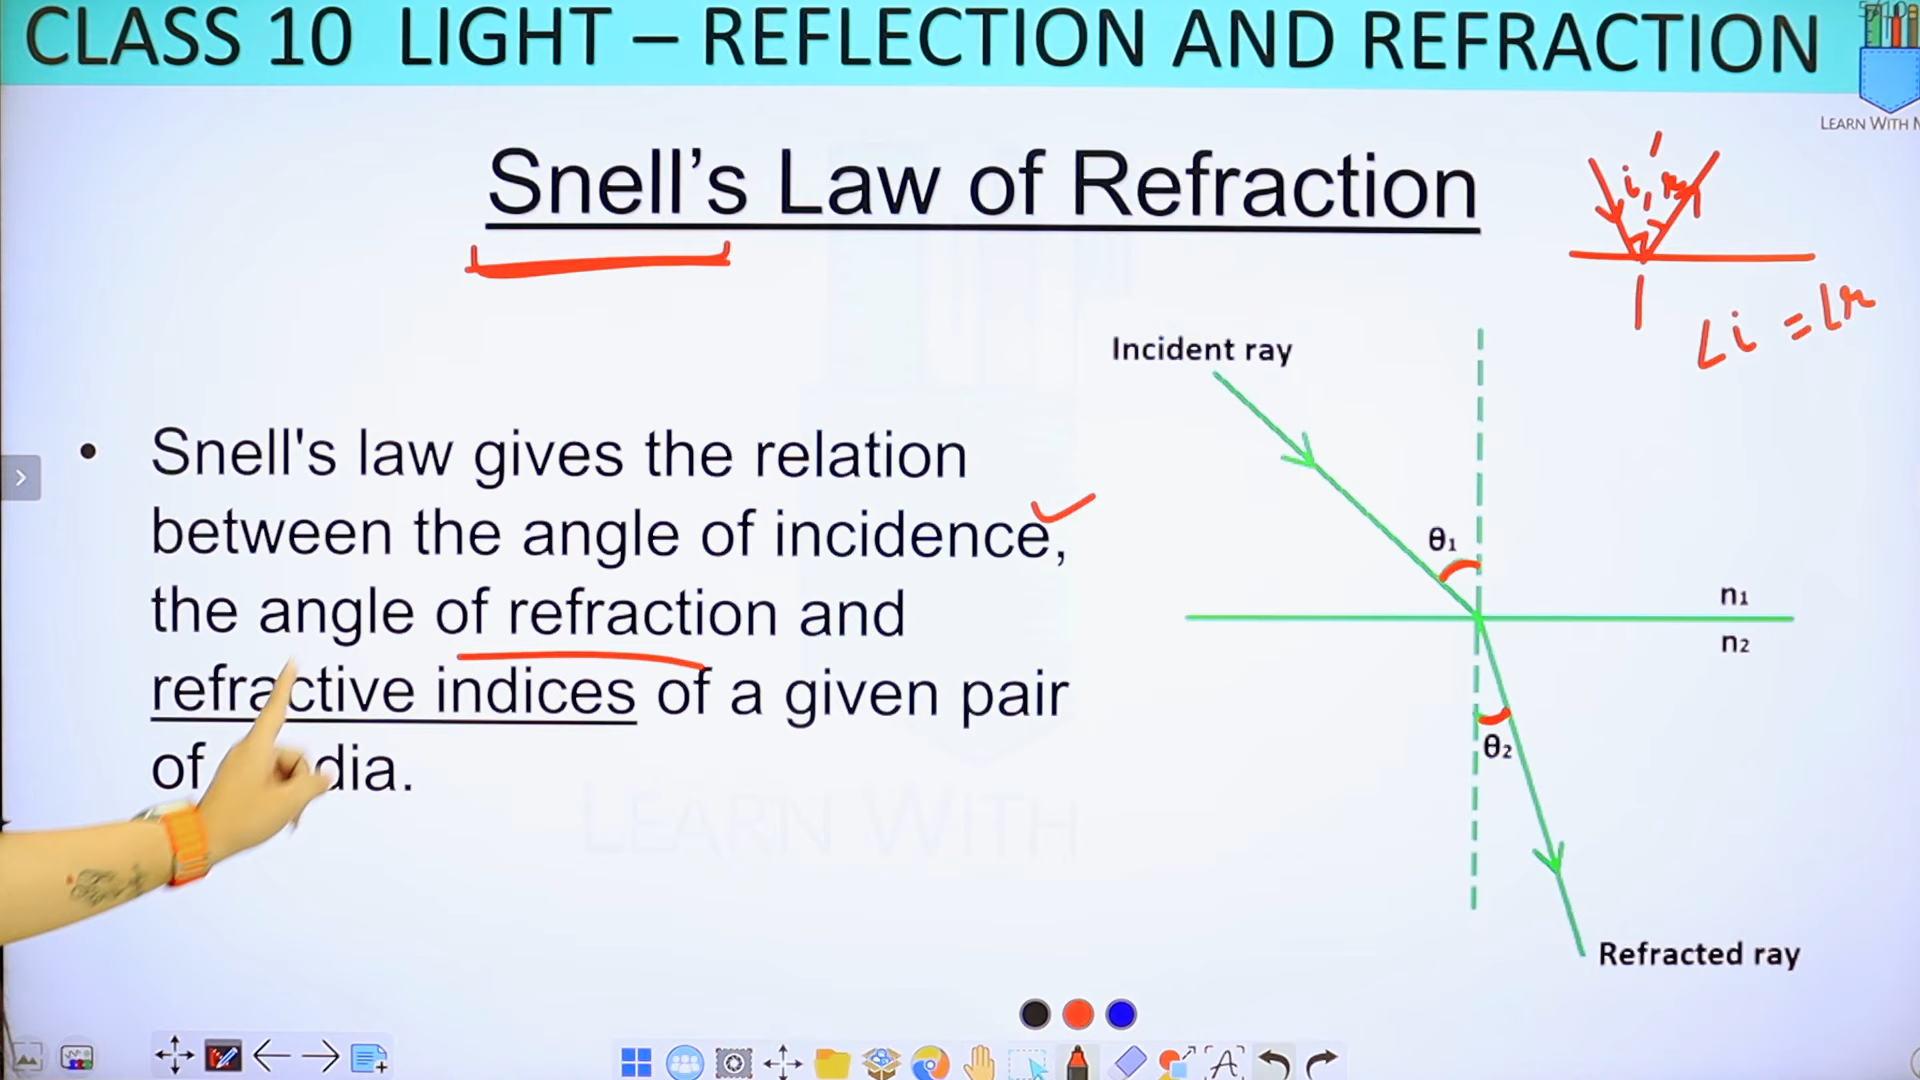 CLASS 10 LIGHT – REFLECTION AND REFRACTION
LEARN WITH
Snell’s Law of Refraction
i r
∠i = ∠r
Incident ray
• Snell's law gives the relation
between the angle of incidence,
the angle of refraction and
refractive indices of a given pair
of dia.
θ₁
n₁
n₂
θ₂
LEARN WITH
Refracted ray